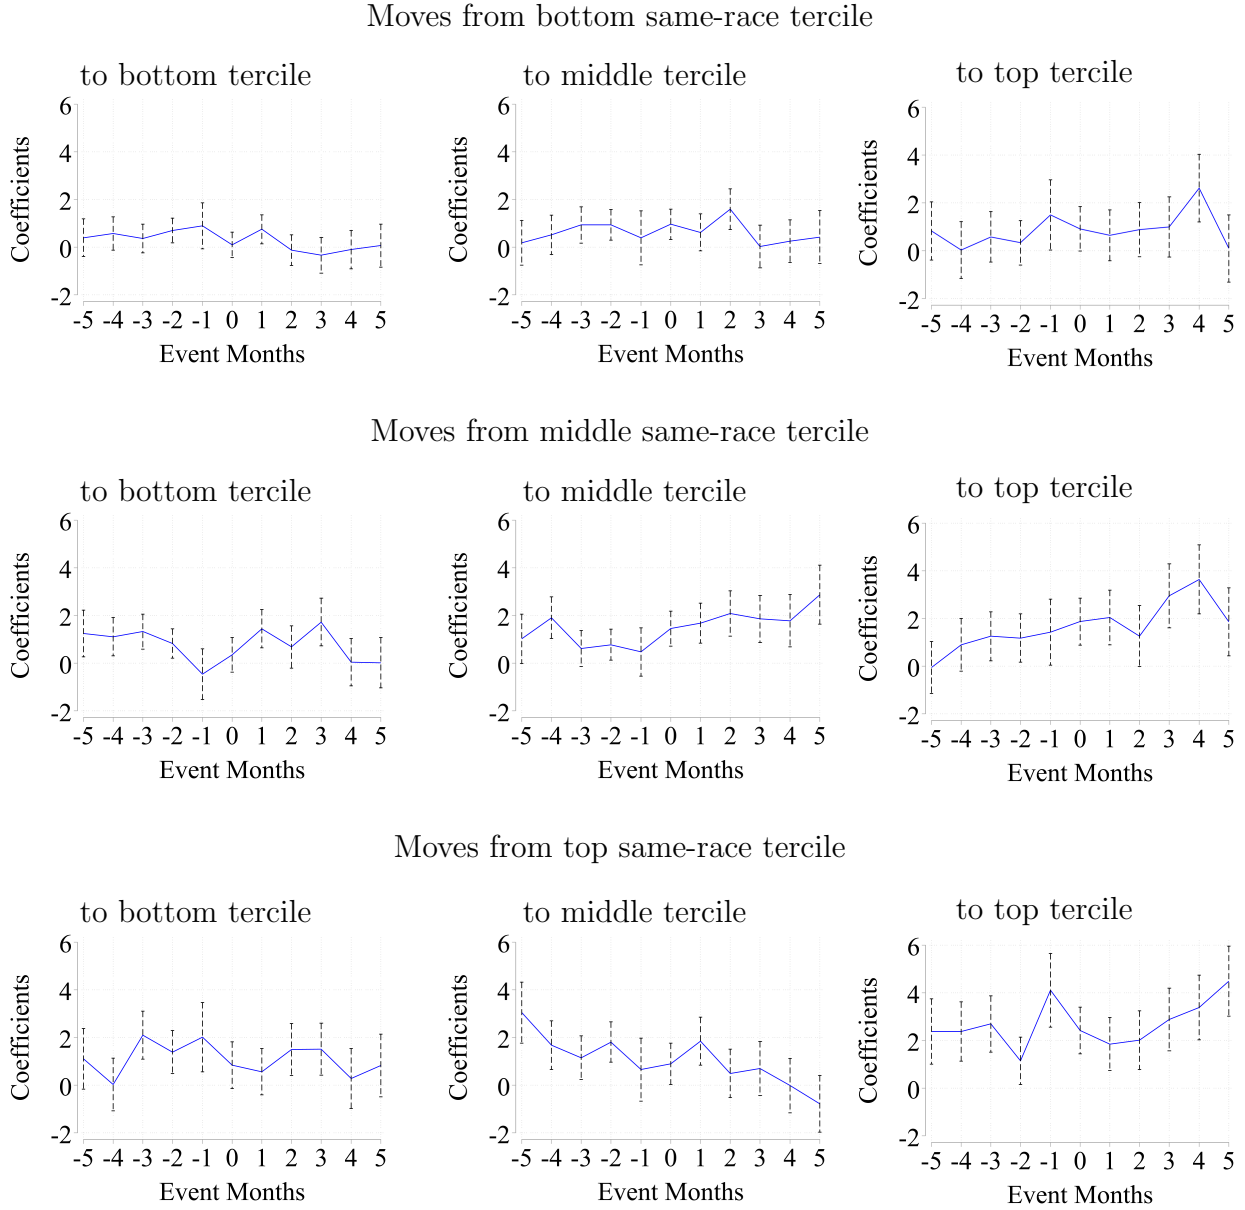 Moves from bottom same-race tercile
to bottom tercile
to middle tercile
to top tercile
Coefficients
6
4
2
0
-2
-5 -4 -3 -2 -1 0 1 2 3 4 5
Event Months
Coefficients
6
4
2
0
-2
-5 -4 -3 -2 -1 0 1 2 3 4 5
Event Months
Coefficients
6
4
2
0
-2
-5 -4 -3 -2 -1 0 1 2 3 4 5
Event Months
Moves from middle same-race tercile
to bottom tercile
to middle tercile
to top tercile
Coefficients
6
4
2
0
-2
-5 -4 -3 -2 -1 0 1 2 3 4 5
Event Months
Coefficients
6
4
2
0
-2
-5 -4 -3 -2 -1 0 1 2 3 4 5
Event Months
Coefficients
6
4
2
0
-2
-5 -4 -3 -2 -1 0 1 2 3 4 5
Event Months
Moves from top same-race tercile
to bottom tercile
to middle tercile
to top tercile
Coefficients
6
4
2
0
-2
-5 -4 -3 -2 -1 0 1 2 3 4 5
Event Months
Coefficients
6
4
2
0
-2
-5 -4 -3 -2 -1 0 1 2 3 4 5
Event Months
Coefficients
6
4
2
0
-2
-5 -4 -3 -2 -1 0 1 2 3 4 5
Event Months